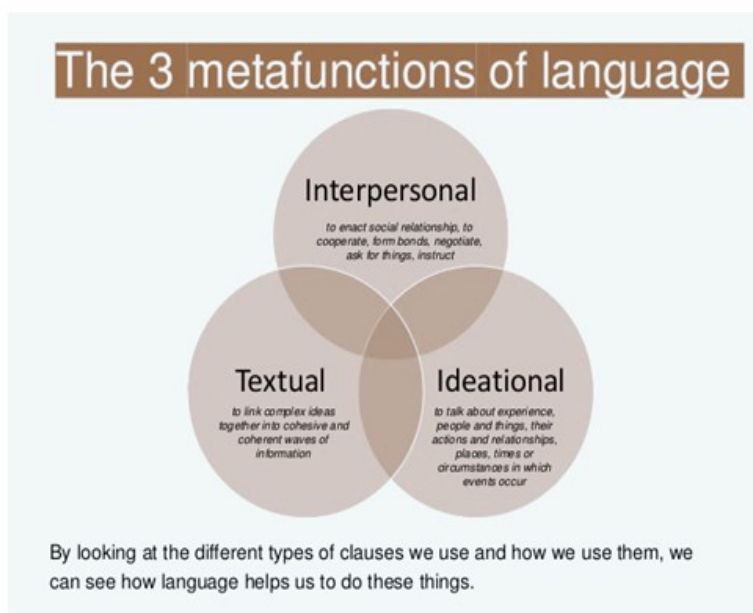 The 3 metafunctions of language
Interpersonal
to enact social relationship, to
cooperate, form bonds, negotiate,
ask for things, instruct
Textual
to link complex ideas
together into cohesive and
coherent waves of
information
Ideational
to talk about experience,
people and things, their
actions and relationships,
places, times or
circumstances in which
events occur
By looking at the different types of clauses we use and how we use them, we
can see how language helps us to do these things.